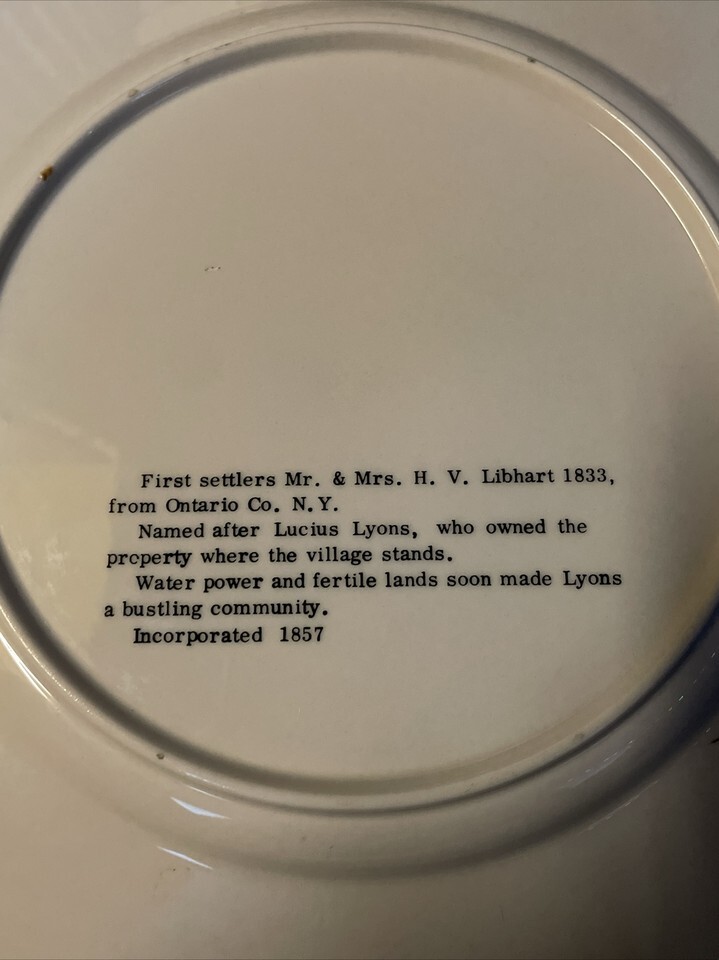 First settlers Mr. & Mrs. H. V. Libhart 1833,
from Ontario Co. N.Y.
Named after Lucius Lyons, who owned the
property where the village stands.
Water power and fertile lands soon made Lyons
a bustling community.
Incorporated 1857